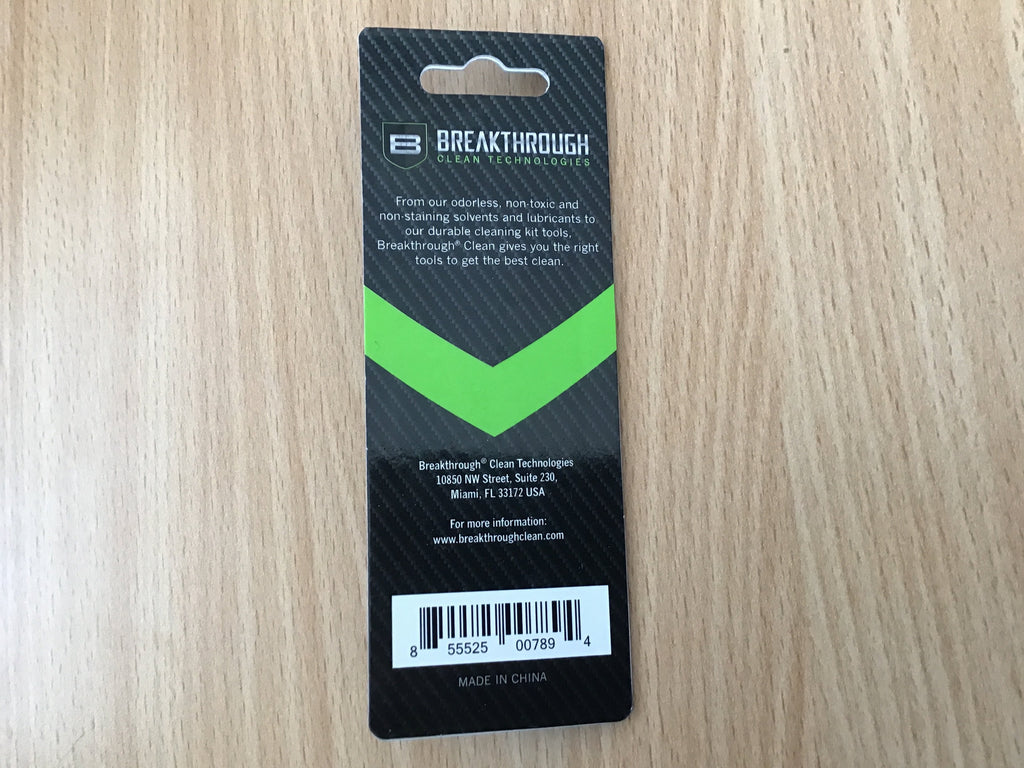 B BREAKTHROUGH
CLEAN TECHNOLOGIES
From our odorless, non-toxic and
non-staining solvents and lubricants to
our durable cleaning kit tools,
Breakthrough® Clean gives you the right
tools to get the best clean.
Breakthrough® Clean Technologies
10850 NW Street, Suite 230,
Miami, FL 33172 USA
For more information:
www.breakthroughclean.com
8 55525 00789 4
MADE IN CHINA